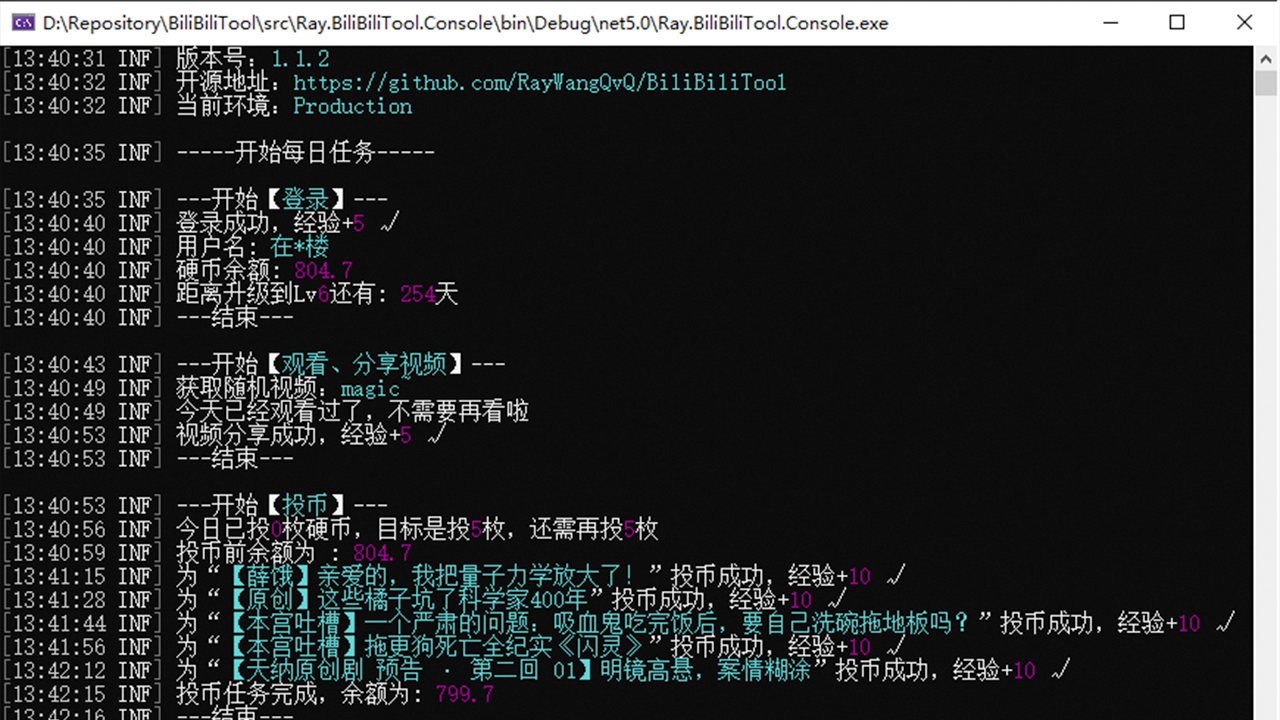 D:\Repository\BiliBiliTool\src\Ray.BiliBiliTool.Console\bin\Debug\net5.0\Ray.BiliBiliTool.Console.exe
[13:40:31 INF] 版本号：1.1.2
[13:40:32 INF] 开源地址：https://github.com/RayWangQvQ/BiliBiliTool
[13:40:32 INF] 当前环境：Production
[13:40:35 INF] -----开始每日任务-----
[13:40:35 INF] ---开始【登录】---
[13:40:40 INF] 登录成功，经验+5 √
[13:40:40 INF] 用户名：在*楼
[13:40:40 INF] 硬币余额：804.7
[13:40:40 INF] 距离升级到Lv6还有：254天
[13:40:40 INF] ---结束---
[13:40:43 INF] ---开始【观看、分享视频】---
[13:40:49 INF] 获取随机视频：magic~
[13:40:49 INF] 今天已经观看过了，不需要再看啦
[13:40:53 INF] 视频分享成功，经验+5 √
[13:40:53 INF] ---结束---
[13:40:53 INF] ---开始【投币】---
[13:40:56 INF] 今日已投0枚硬币，目标是投5枚，还需再投5枚
[13:40:59 INF] 投币前余额为 : 804.7
[13:41:15 INF] 为“【薛饿】亲爱的，我把量子力学放大了！”投币成功，经验+10 √
[13:41:28 INF] 为“【原创】这些橘子坑了科学家400年”投币成功，经验+10 √
[13:41:44 INF] 为“【本宫吐槽】一个严肃的问题：吸血鬼吃完饭后，要自己洗碗拖地板吗？”投币成功，经验+10 √
[13:41:56 INF] 为“【本宫吐槽】拖更狗死亡全纪实《闪灵》”投币成功，经验+10 √
[13:42:12 INF] 为“【天纳原创剧 预告 · 第二回 01】明镜高悬，案情糊涂”投币成功，经验+10 √
[13:42:15 INF] 投币任务完成，余额为：799.7
[13:42:16 INF] ---结束---